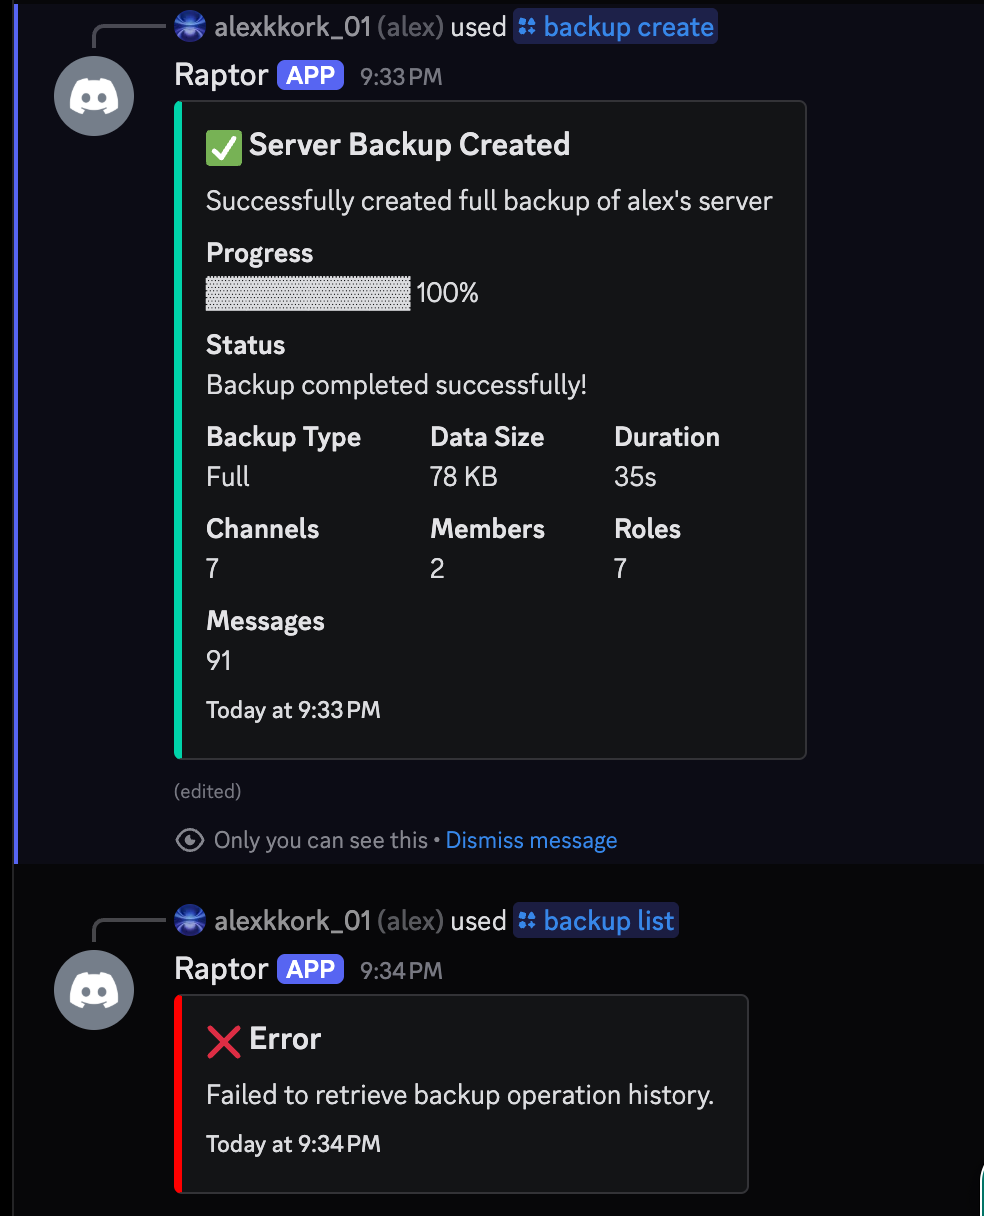 alexkkork_01 (alex) used backup create
Raptor APP 9:33 PM
✅ Server Backup Created
Successfully created full backup of alex's server
Progress
▓▓▓▓▓▓▓▓▓▓ 100%
Status
Backup completed successfully!
Backup Type Data Size Duration
Full 78 KB 35s
Channels Members Roles
7 2 7
Messages
91
Today at 9:33 PM
(edited)
Only you can see this • Dismiss message
alexkkork_01 (alex) used backup list
Raptor APP 9:34 PM
❌ Error
Failed to retrieve backup operation history.
Today at 9:34 PM